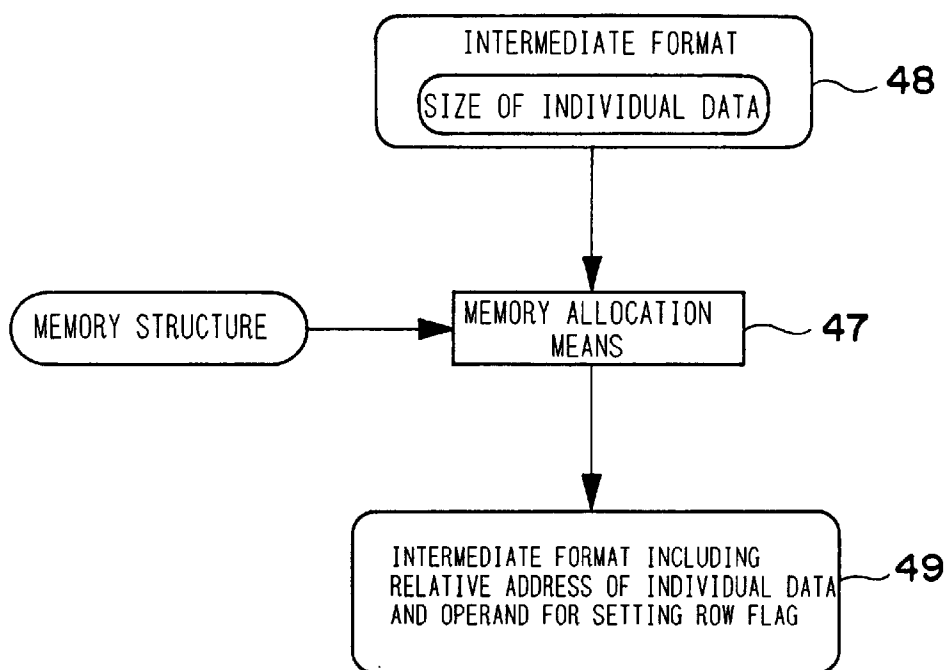 INTERMEDIATE FORMAT
SIZE OF INDIVIDUAL DATA
48
MEMORY STRUCTURE
MEMORY ALLOCATION
MEANS
47
INTERMEDIATE FORMAT INCLUDING
RELATIVE ADDRESS OF INDIVIDUAL DATA
AND OPERAND FOR SETTING ROW FLAG
49